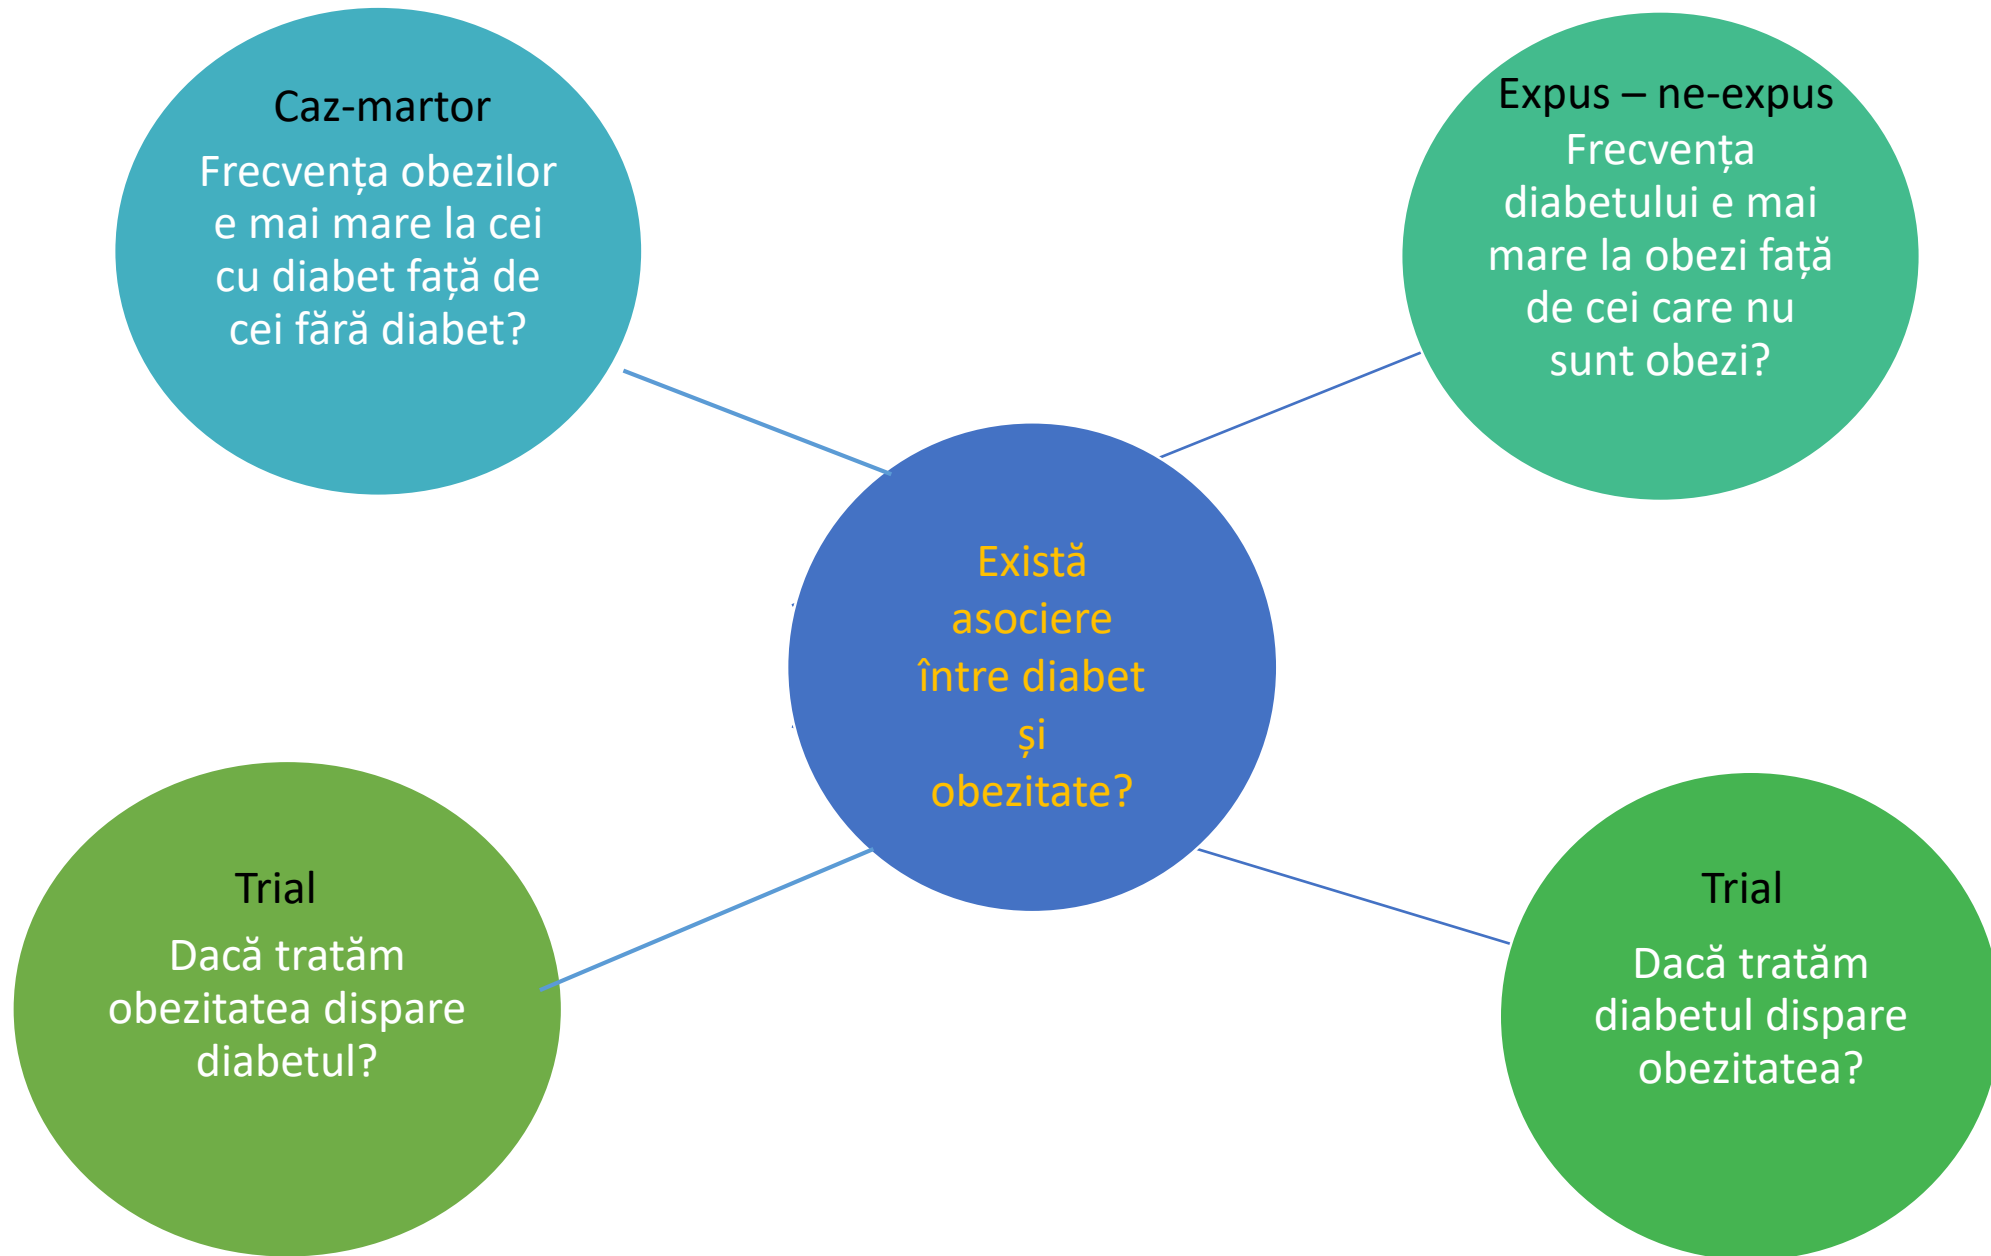 Caz-martor
Frecvența obezilor
e mai mare la cei
cu diabet față de
cei fără diabet?
Expus – ne-expus
Frecvența
diabetului e mai
mare la obezi față
de cei care nu
sunt obezi?
Există
asociere
între diabet
și
obezitate?
Trial
Dacă tratăm
obezitatea dispare
diabetul?
Trial
Dacă tratăm
diabetul dispare
obezitatea?